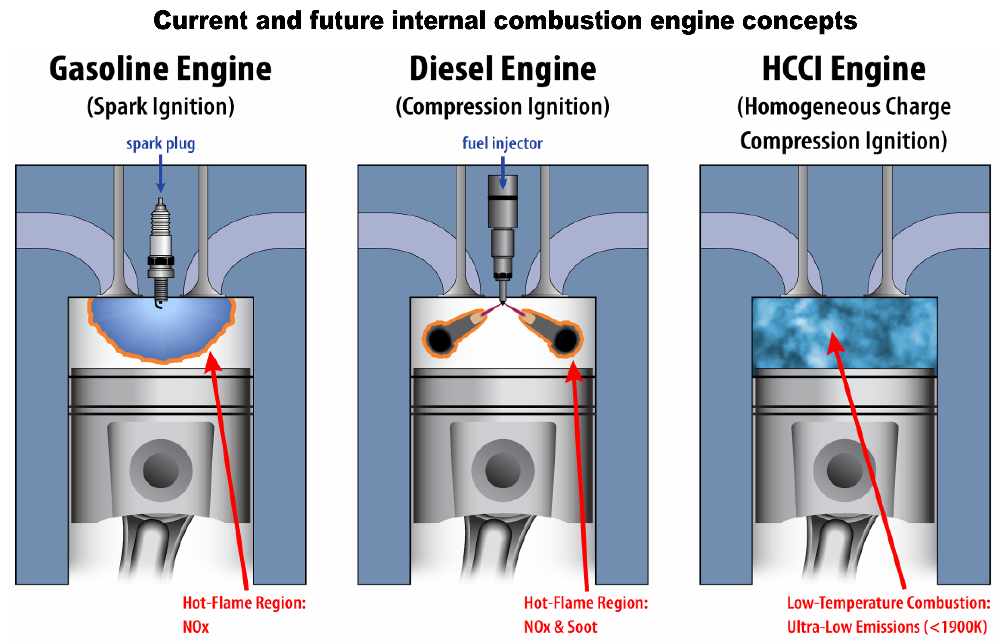 Current and future internal combustion engine concepts
Gasoline Engine
(Spark Ignition)
spark plug
Hot-Flame Region:
NOx
Diesel Engine
(Compression Ignition)
fuel injector
Hot-Flame Region:
NOx & Soot
HCCI Engine
(Homogeneous Charge
Compression Ignition)
Low-Temperature Combustion:
Ultra-Low Emissions (<1900K)